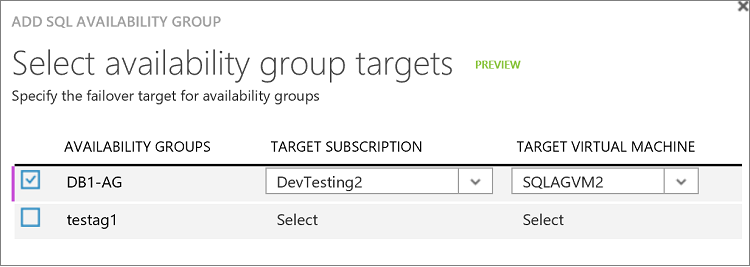 ADD SQL AVAILABILITY GROUP
Select availability group targets PREVIEW
Specify the failover target for availability groups
AVAILABILITY GROUPS TARGET SUBSCRIPTION TARGET VIRTUAL MACHINE
DB1-AG DevTesting2 SQLAGVM2
testag1 Select Select